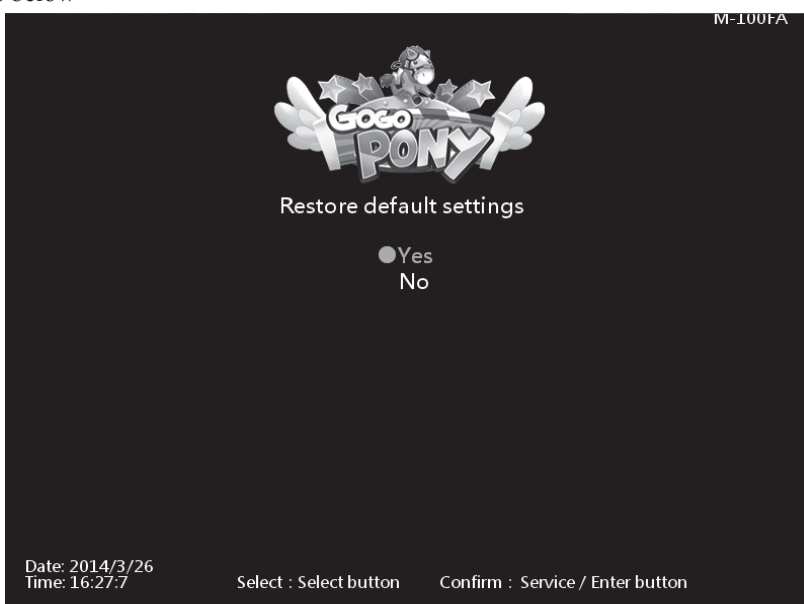 M-100FA
GOGO
PONY
Restore default settings
Yes
No
Date: 2014/3/26
Time: 16:27:7
Select : Select button
Confirm : Service / Enter button